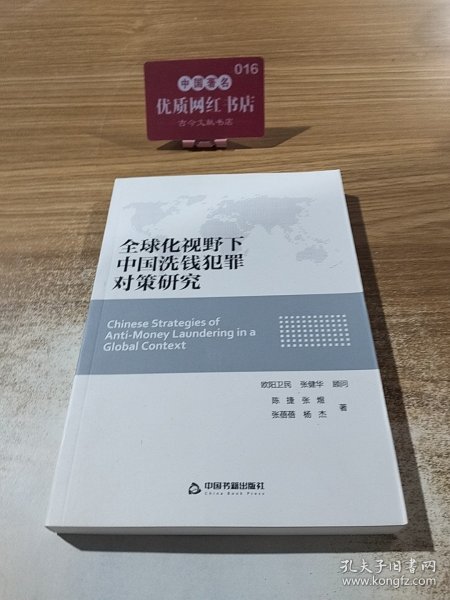 016
中国著名
优质网红书店
古今文献书店
全球化视野下
中国洗钱犯罪
对策研究
Chinese Strategies of
Anti-Money Laundering in a
Global Context
欧阳卫民 张健华 顾问
陈 捷 张 煜
张蓓蓓 杨 杰 著
中国书籍出版社
China Book Press
孔夫子旧书网
www.kongfz.com